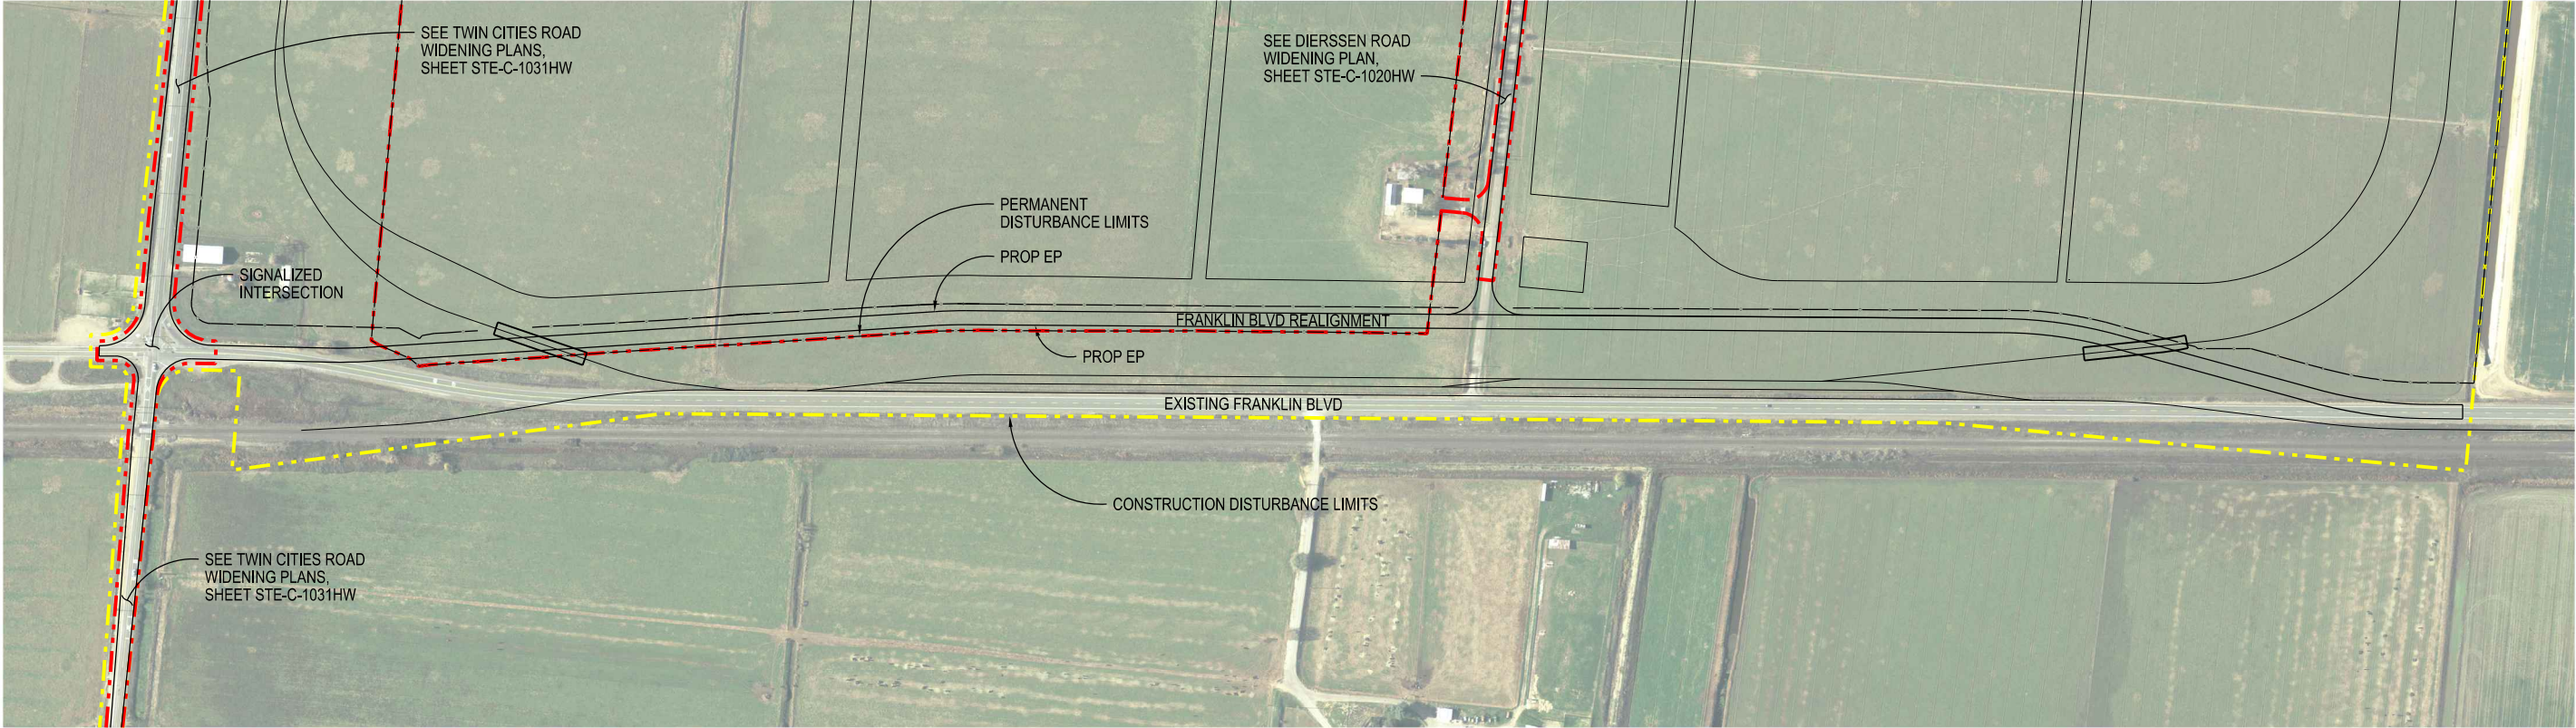 SEE TWIN CITIES ROAD
WIDENING PLANS,
SHEET STE-C-1031HW
SEE DIERSSEN ROAD
WIDENING PLAN,
SHEET STE-C-1020HW
PERMANENT
DISTURBANCE LIMITS
PROP EP
SIGNALIZED
INTERSECTION
FRANKLIN BLVD REALIGNMENT
PROP EP
EXISTING FRANKLIN BLVD
CONSTRUCTION DISTURBANCE LIMITS
SEE TWIN CITIES ROAD
WIDENING PLANS,
SHEET STE-C-1031HW